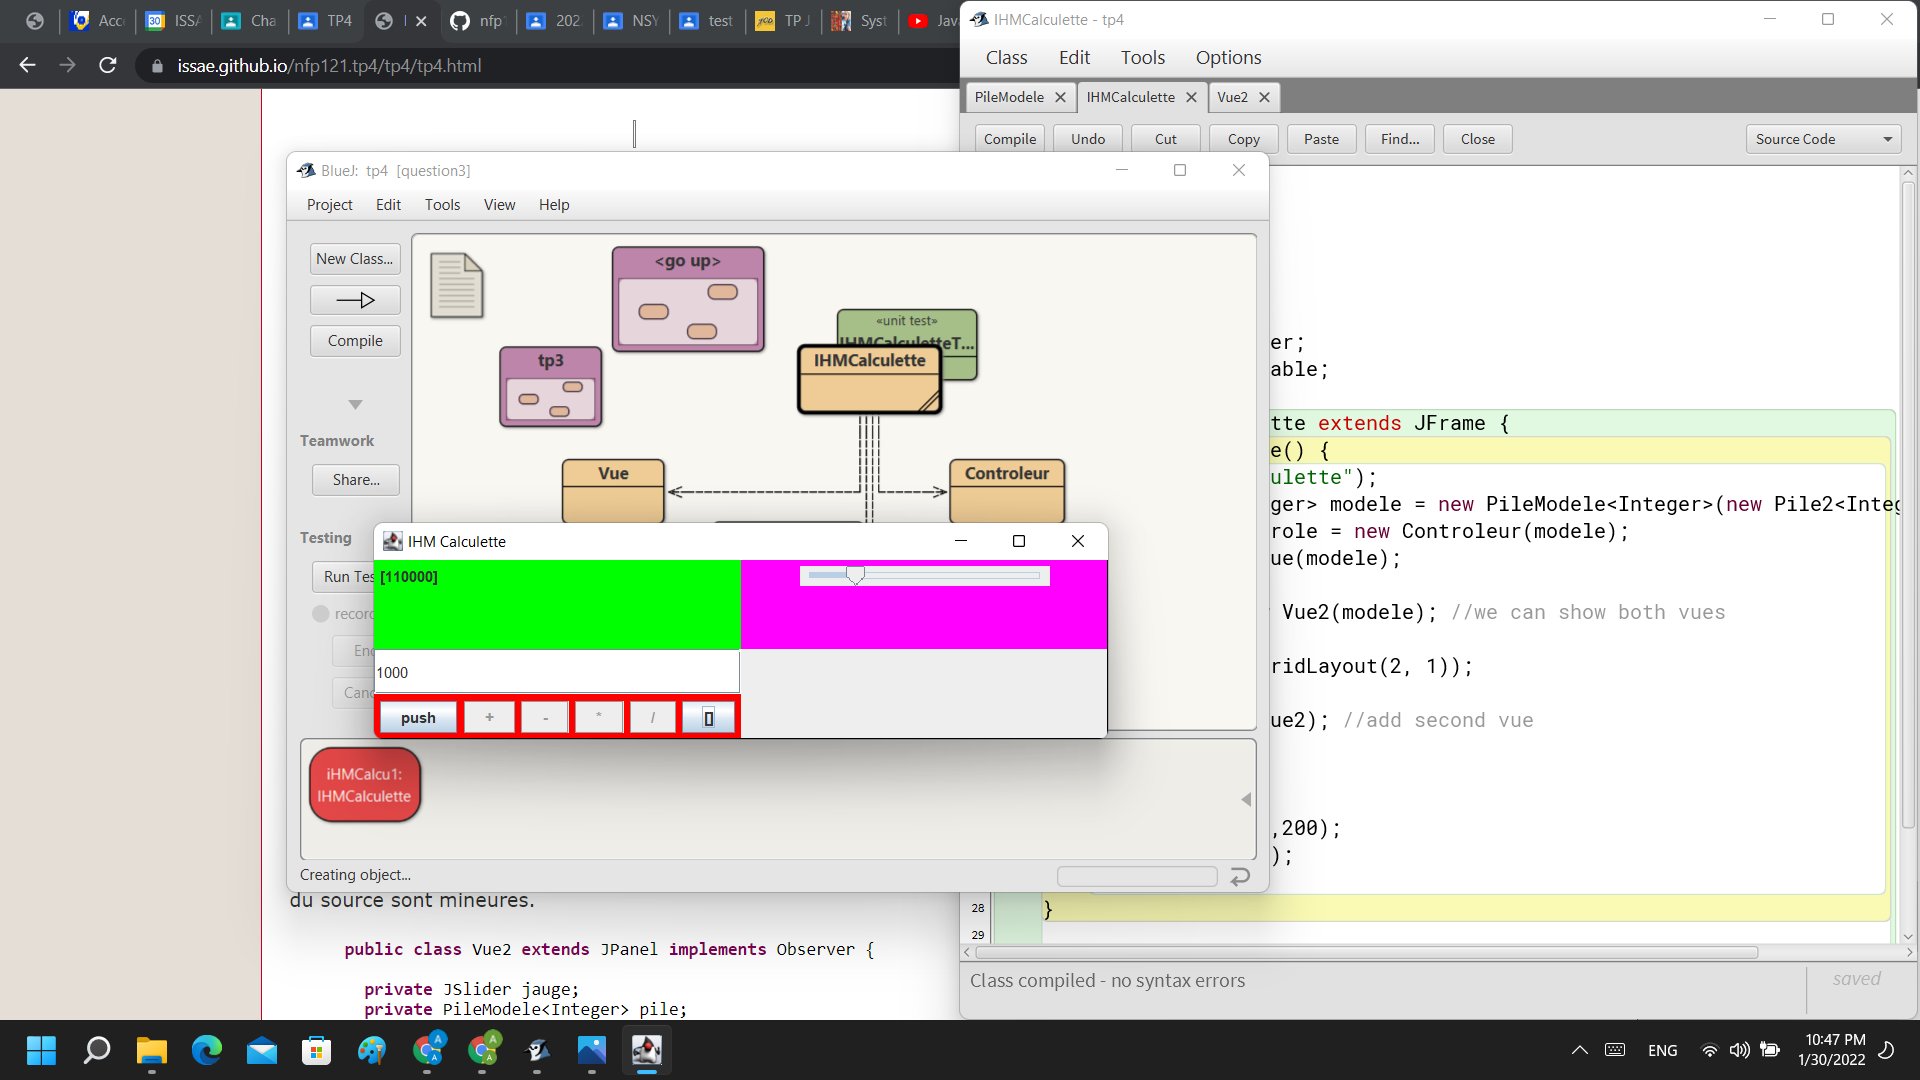 Acc
ISSA
Cha
TP4
nfp
202
NSY
test
TP J
Syst
Jav
issae.github.io/nfp121.tp4/tp4/tp4.html
IHMCalculette - tp4
Class Edit Tools Options
PileModele IHMCalculette Vue2
Compile Undo Cut Copy Paste Find... Close Source Code
BlueJ: tp4 [question3]
Project Edit Tools View Help
New Class...
Compile
Teamwork
Share...
Testing
Run Tes
record
En
Canc
<go up>
tp3
«unit test»
IHMCalculetteT...
IHMCalculette
Vue
Controleur
er;
able;
tte extends JFrame {
e() {
ulette");
ger> modele = new PileModele<Integer>(new Pile2<Integ
role = new Controleur(modele);
ue(modele);
Vue2(modele); //we can show both vues
ridLayout(2, 1));
ue2); //add second vue
,200);
);
28 }
29
IHM Calculette
[110000]
1000
push + - * / []
iHMCalcu1:
IHMCalculette
Creating object...
du source sont mineures.
public class Vue2 extends JPanel implements Observer {
private JSlider jauge;
private PileModele<Integer> pile;
Class compiled - no syntax errors
saved
ENG
10:47 PM
1/30/2022